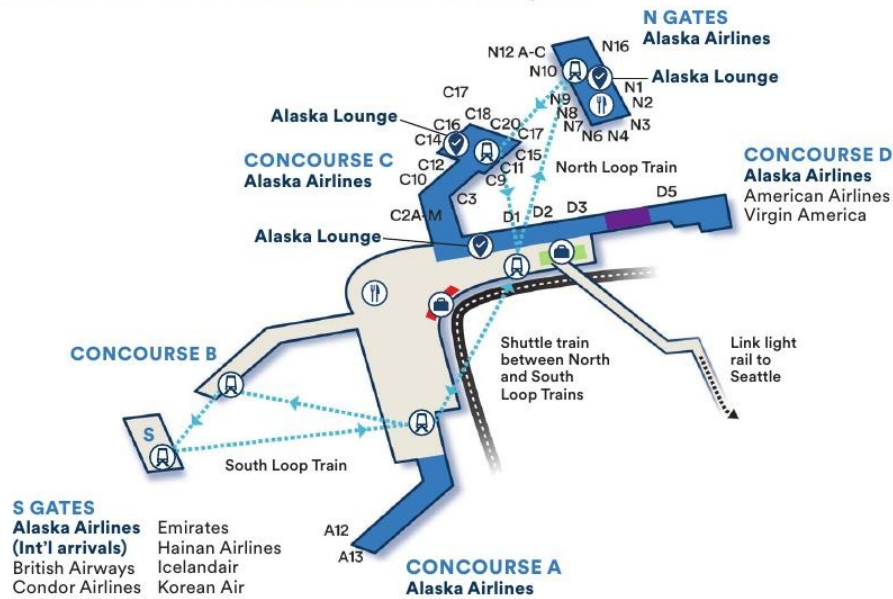 N GATES
Alaska Airlines
N12 A-C
N16
N10
Alaska Lounge
N1
N2
N9
N8
N7
N3
N6 N4
C17
Alaska Lounge
C18
C16
C20
C14
C17
CONCOURSE C
Alaska Airlines
C12
C15
C11
C10
C9
North Loop Train
CONCOURSE D
Alaska Airlines
American Airlines
Virgin America
C3
C2A-M
D1
D2
D3
D5
Alaska Lounge
Shuttle train
between North
and South
Loop Trains
Link light
rail to
Seattle
CONCOURSE B
S
South Loop Train
S GATES
Alaska Airlines
(Int'l arrivals)
British Airways
Condor Airlines
Emirates
Hainan Airlines
Icelandair
Korean Air
A12
A13
CONCOURSE A
Alaska Airlines